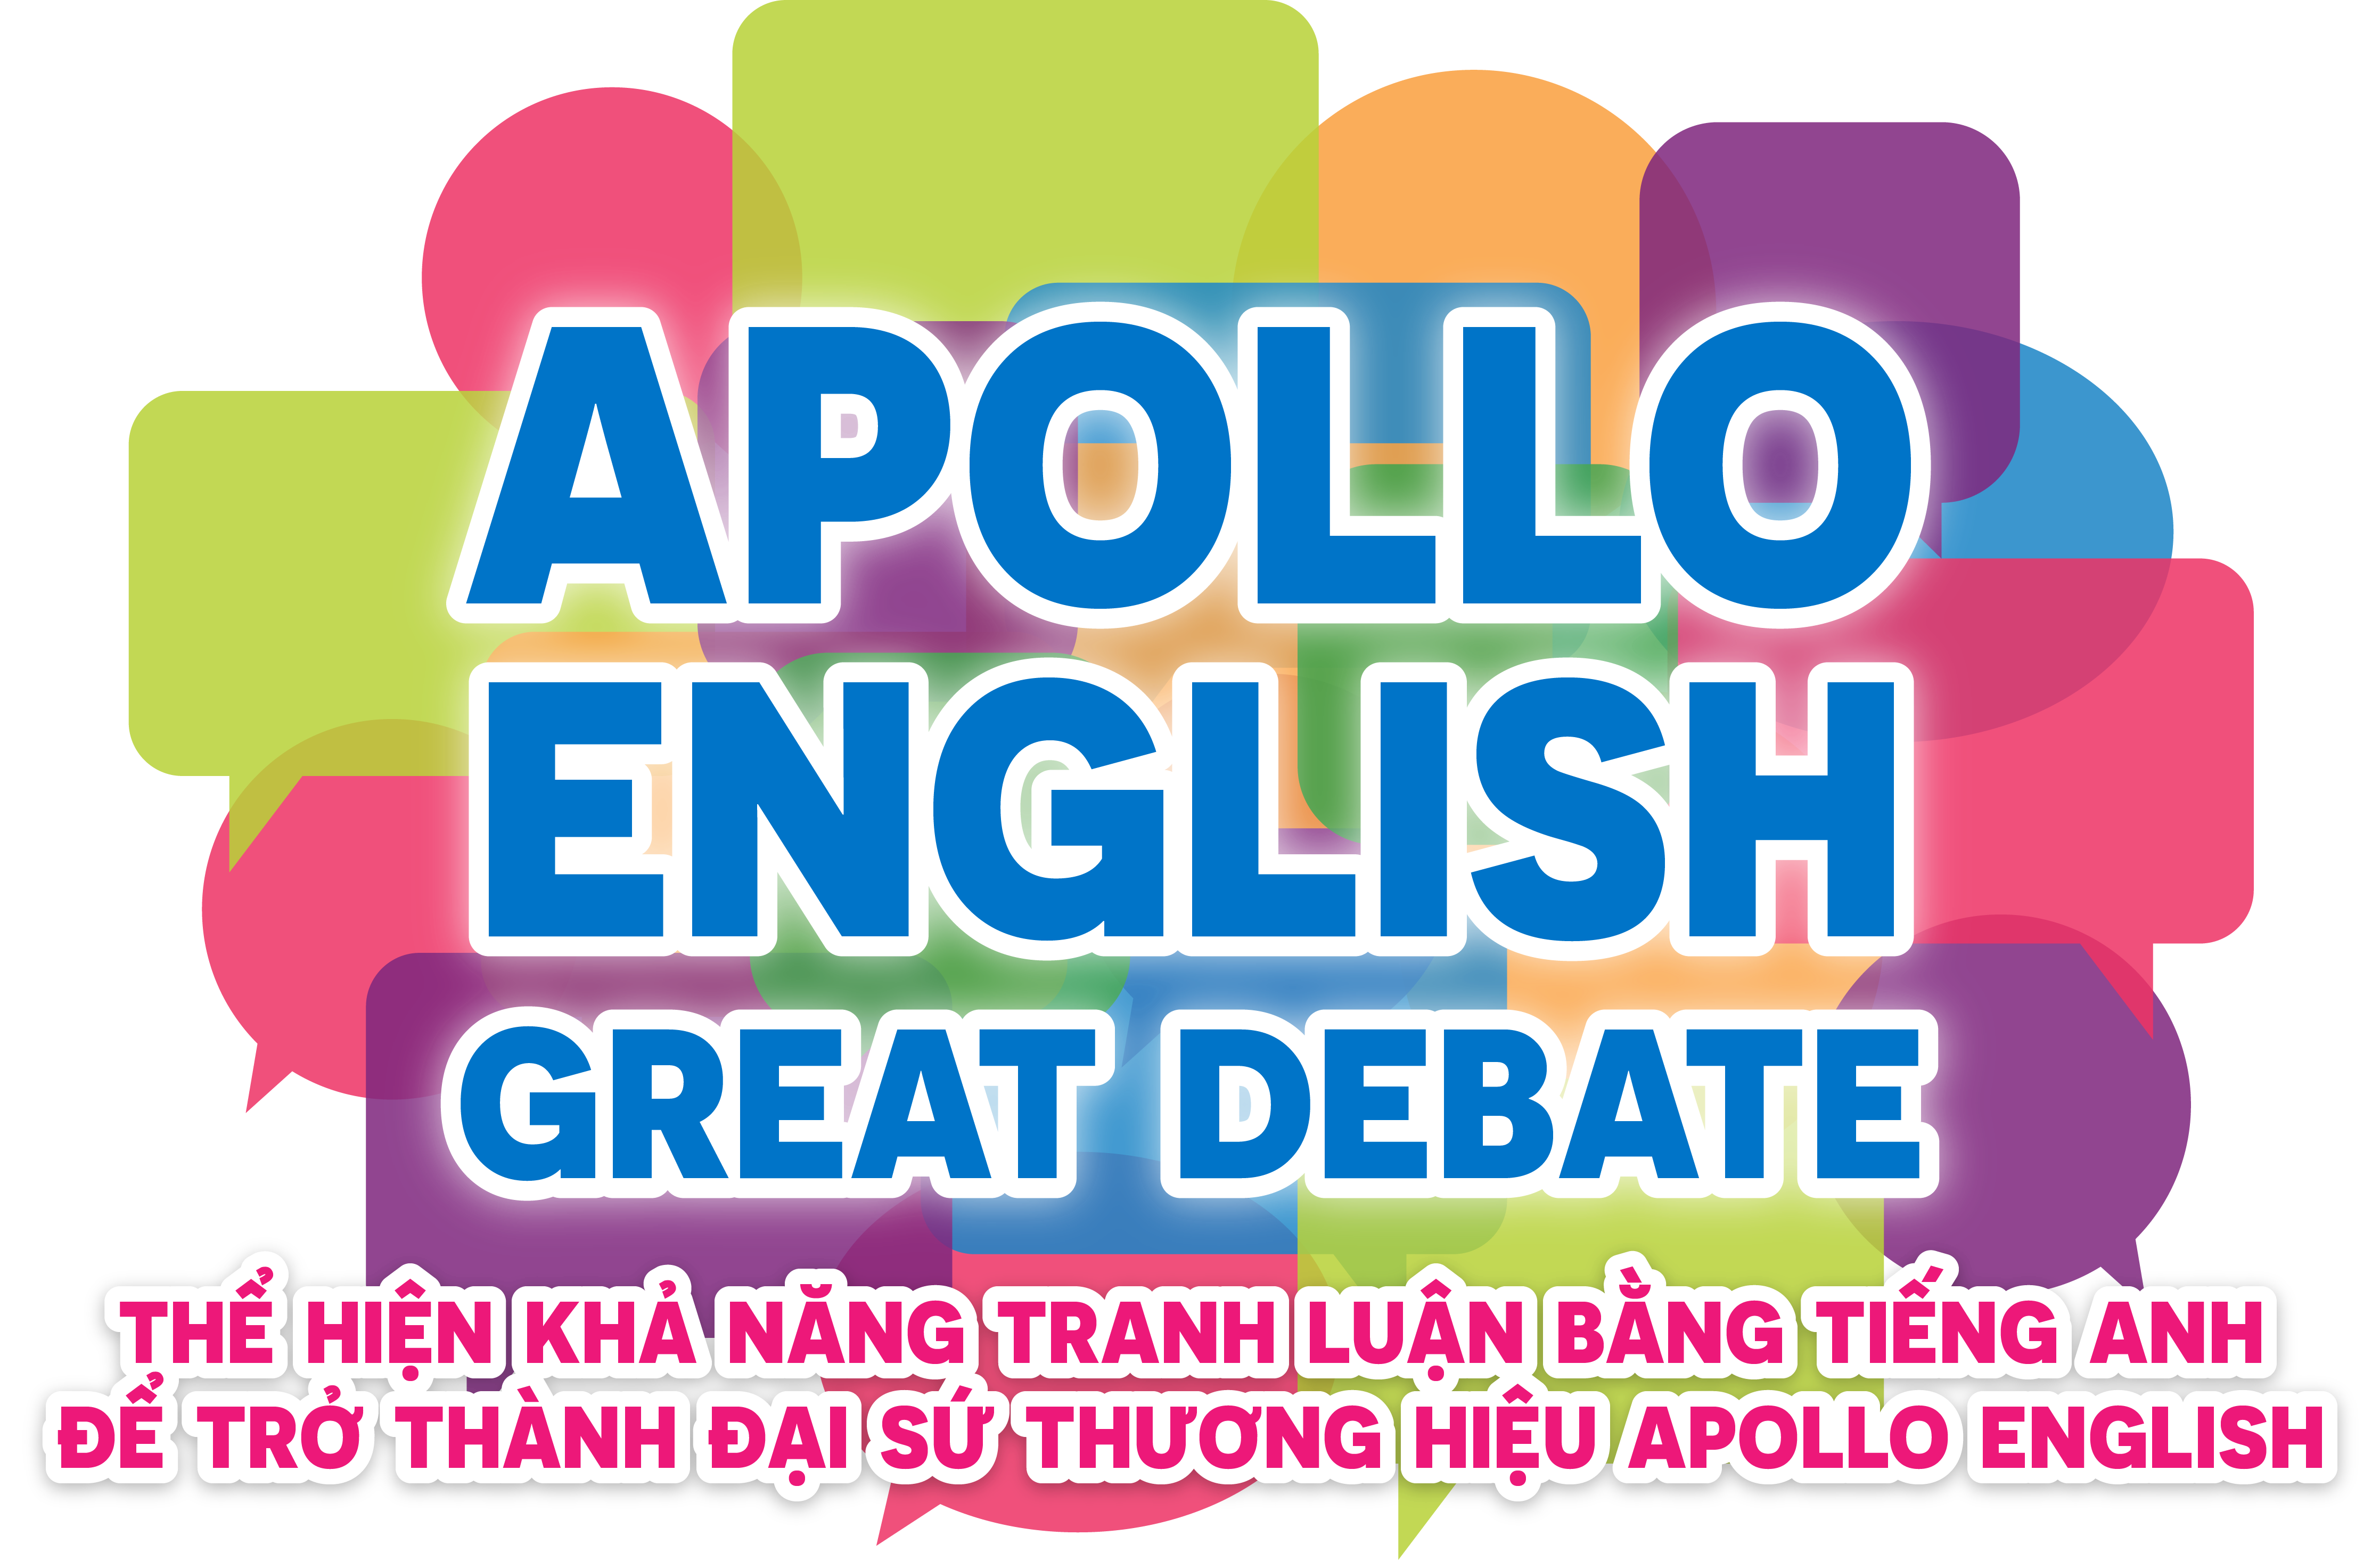 APOLLO
ENGLISH
GREAT DEBATE
THỂ HIỆN KHẢ NĂNG TRANH LUẬN BẰNG TIẾNG ANH
ĐỂ TRỞ THÀNH ĐẠI SỨ THƯƠNG HIỆU APOLLO ENGLISH